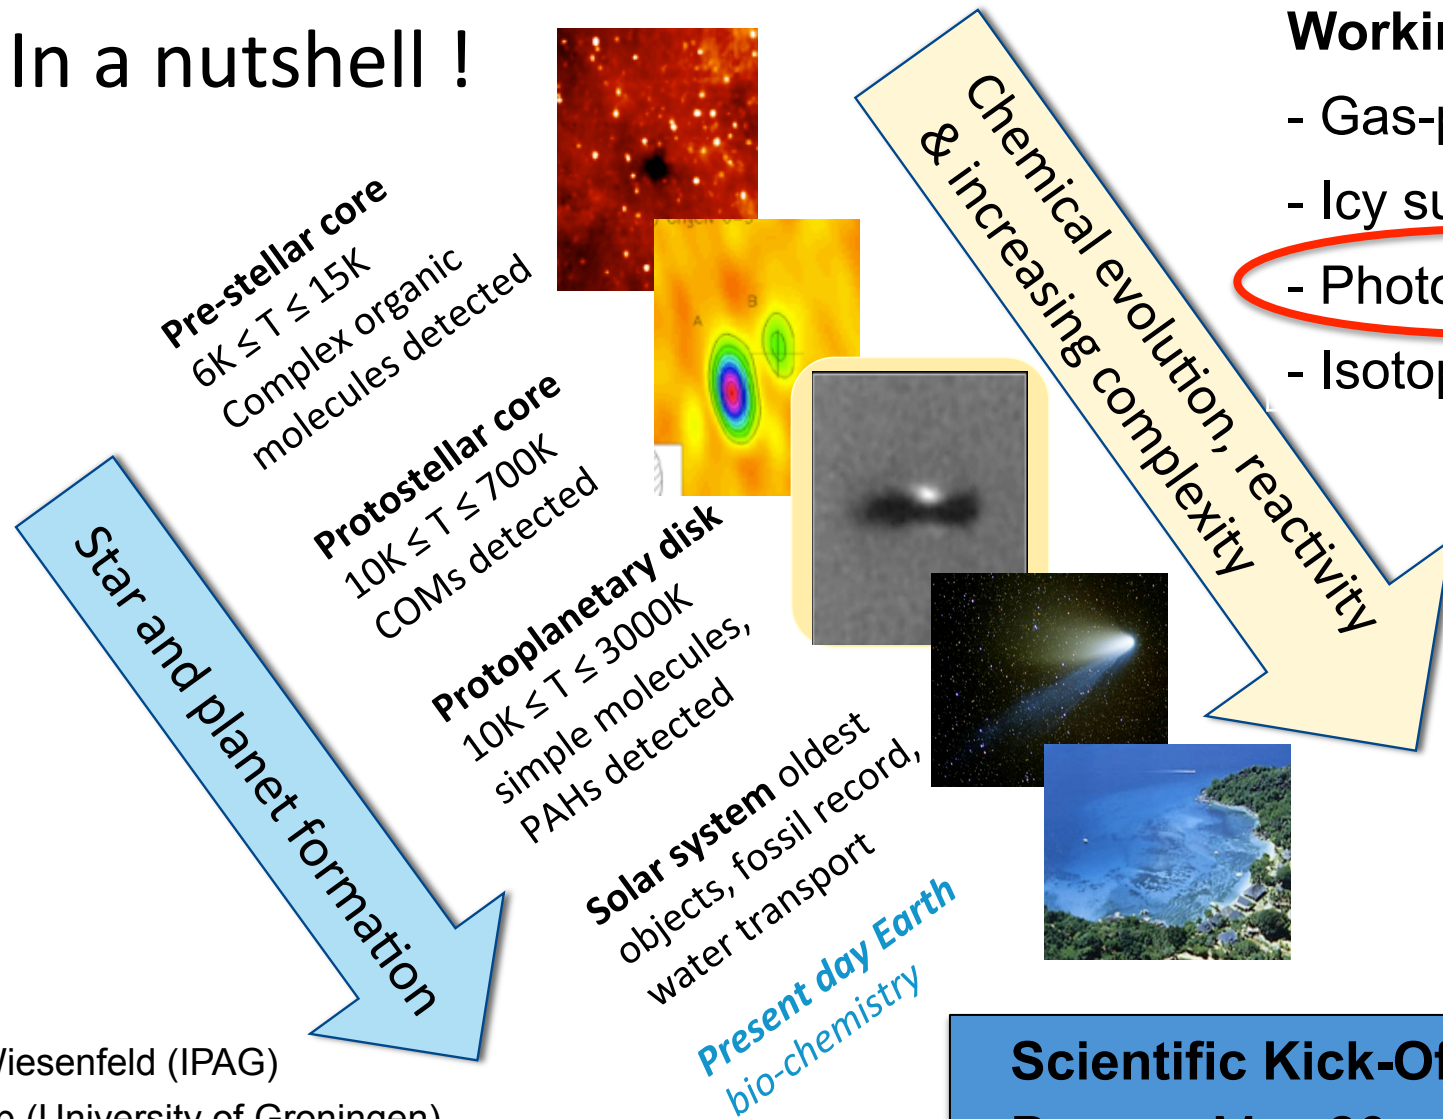 In a nutshell !
Pre-stellar core
6K ≤ T ≤ 15K
Complex organic
molecules detected
Protostellar core
10K ≤ T ≤ 700K
COMs detected
Protoplanetary disk
10K ≤ T ≤ 3000K
simple molecules,
PAHs detected
Solar system oldest
objects, fossil record,
water transport
Present day Earth
bio-chemistry
Star and planet formation
A
B
Chemical evolution, reactivity
& increasing complexity
- Gas-
- Icy
- Photo
- Isotop
Wiesenfeld (IPAG)
(University of Groningen)
Scientific Kick-Of